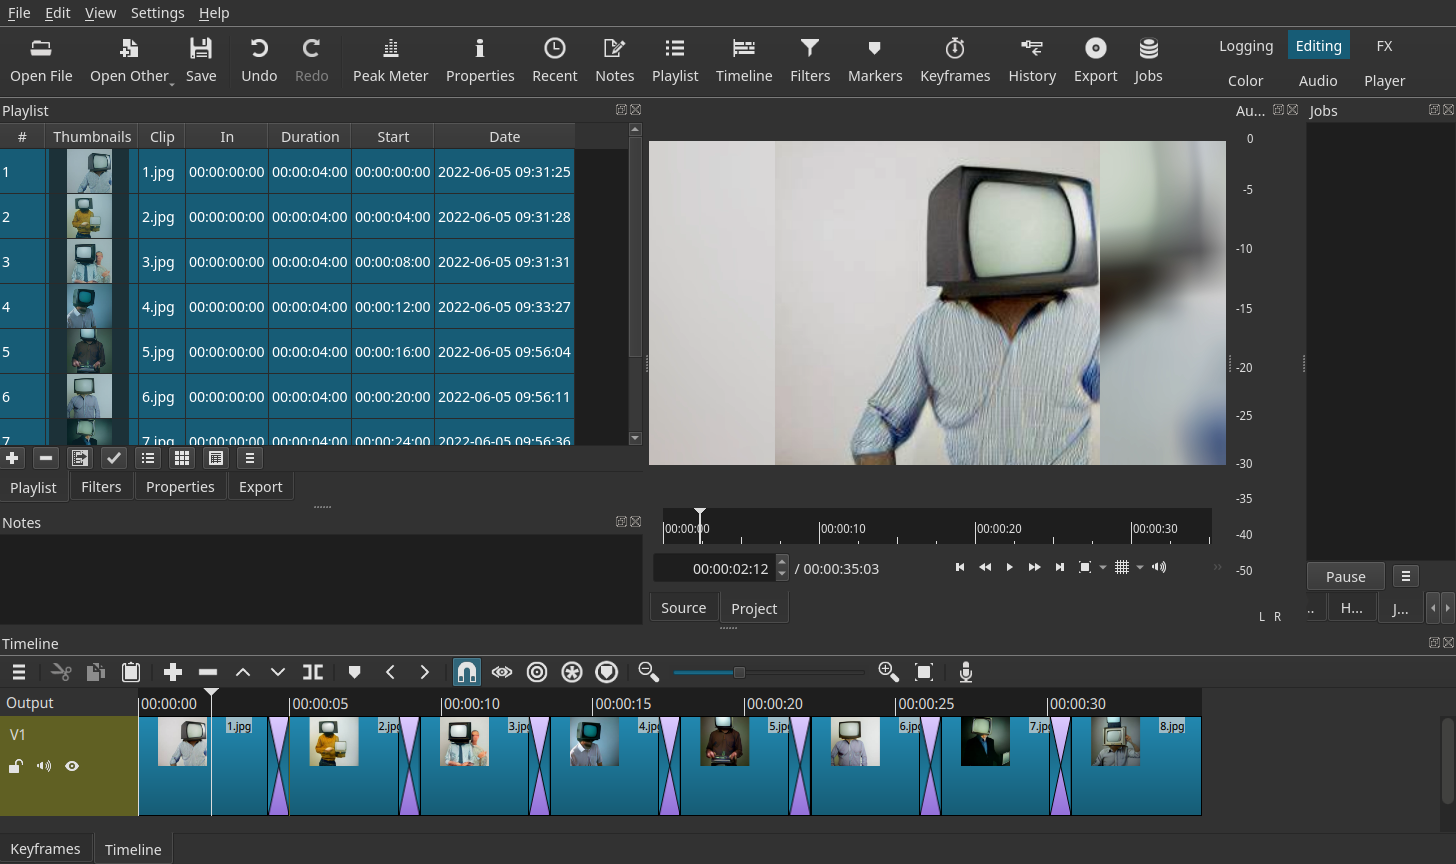 File Edit View Settings Help
Open File Open Other Save Undo Redo Peak Meter Properties Recent Notes Playlist Timeline Filters Markers Keyframes History Export Jobs
Logging Editing FX
Color Audio Player
Playlist
# Thumbnails Clip In Duration Start Date
1 1.jpg 00:00:00:00 00:00:04:00 00:00:00:00 2022-06-05 09:31:25
2 2.jpg 00:00:00:00 00:00:04:00 00:00:04:00 2022-06-05 09:31:28
3 3.jpg 00:00:00:00 00:00:04:00 00:00:08:00 2022-06-05 09:31:31
4 4.jpg 00:00:00:00 00:00:04:00 00:00:12:00 2022-06-05 09:33:27
5 5.jpg 00:00:00:00 00:00:04:00 00:00:16:00 2022-06-05 09:56:04
6 6.jpg 00:00:00:00 00:00:04:00 00:00:20:00 2022-06-05 09:56:11
7 7.jpg 00:00:00:00 00:00:04:00 00:00:24:00 2022-06-05 09:56:36
Playlist Filters Properties Export
Notes
00:00:00 00:00:10 00:00:20 00:00:30
00:00:02:12 / 00:00:35:03
Source Project
Au...
0
-5
-10
-15
-20
-25
-30
-35
-40
-50
L R
Jobs
Pause
.. H... J...
Timeline
Output 00:00:00 00:00:05 00:00:10 00:00:15 00:00:20 00:00:25 00:00:30
V1 1.jpg 2.jpg 3.jpg 4.jpg 5.jpg 6.jpg 7.jpg 8.jpg
Keyframes Timeline